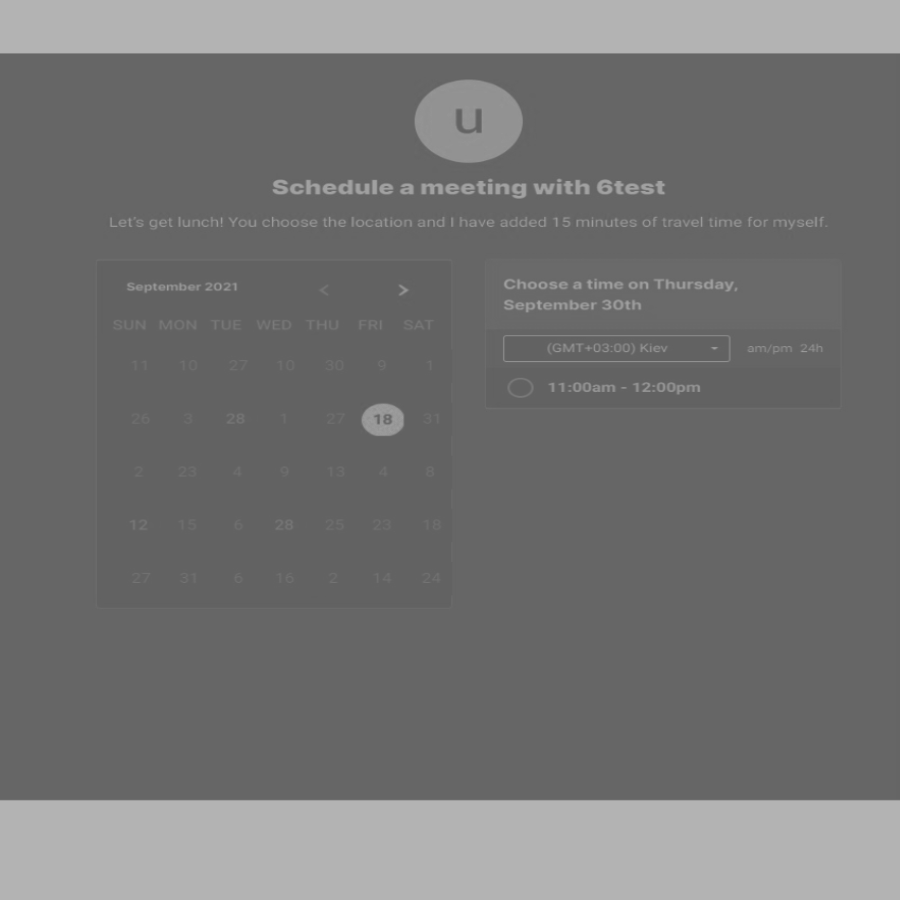 u
Schedule a meeting with 6test
Let's get lunch! You choose the location and I have added 15 minutes of travel time for myself.
September 2021 < >
SUN MON TUE WED THU FRI SAT
11 10 27 10 30 9 1
26 3 28 1 27 18 31
2 23 4 9 13 4 8
12 15 6 28 25 23 18
27 31 6 16 2 14 24
Choose a time on Thursday,
September 30th
(GMT+03:00) Kiev am/pm 24h
11:00am - 12:00pm